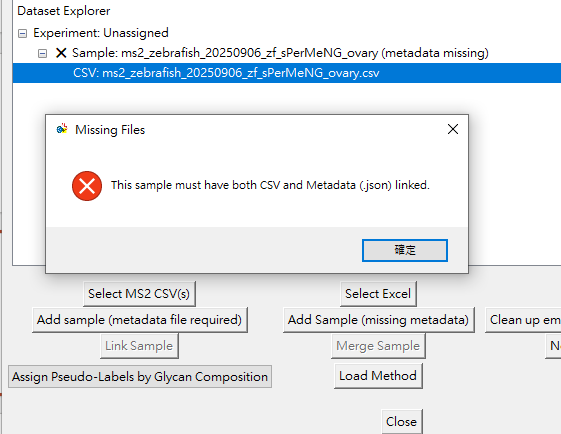 Dataset Explorer
Experiment: Unassigned
Sample: ms2_zebrafish_20250906_zf_sPerMeNG_ovary (metadata missing)
CSV: ms2_zebrafish_20250906_zf_sPerMeNG_ovary.csv
Missing Files
This sample must have both CSV and Metadata (.json) linked.
確定
Select MS2 CSV(s) Select Excel
Add sample (metadata file required) Add Sample (missing metadata) Clean up em
Link Sample Merge Sample
Assign Pseudo-Labels by Glycan Composition Load Method
Close